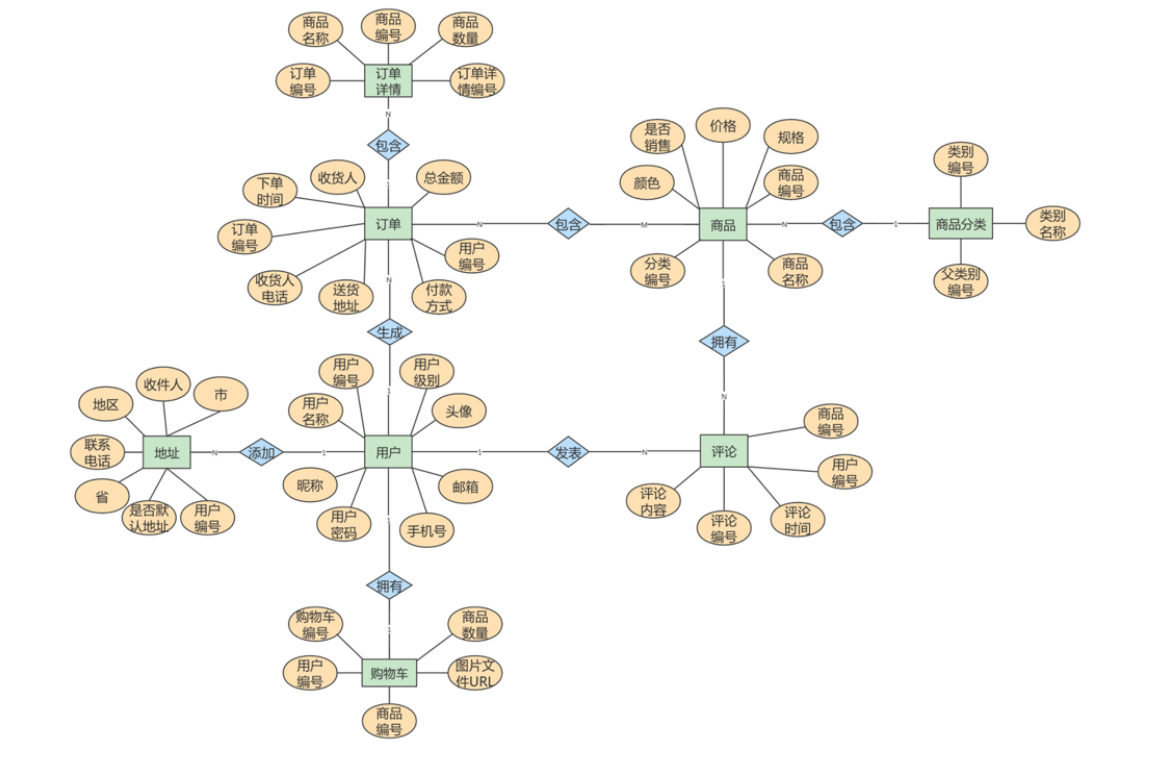 商品
名称
商品
编号
商品
数量
订单
编号
订单
详情
订单详
情编号
N
包含
1
下单
时间
收货人
总金额
订单
编号
订单
用户
编号
收货人
电话
送货
地址
付款
方式
N
包含
M
是否
销售
价格
规格
颜色
商品
编号
商品
分类
编号
商品
名称
N
包含
1
类别
编号
商品分类
类别
名称
父类别
编号
N
生成
1
1
拥有
N
用户
编号
用户
级别
用户
名称
头像
用户
昵称
邮箱
用户
密码
手机号
地区
收件人
市
联系
电话
地址
省
是否默
认地址
用户
编号
N
添加
1
1
发表
N
商品
编号
评论
用户
编号
评论
内容
评论
编号
评论
时间
1
拥有
1
购物车
编号
商品
数量
用户
编号
购物车
图片文
件URL
商品
编号